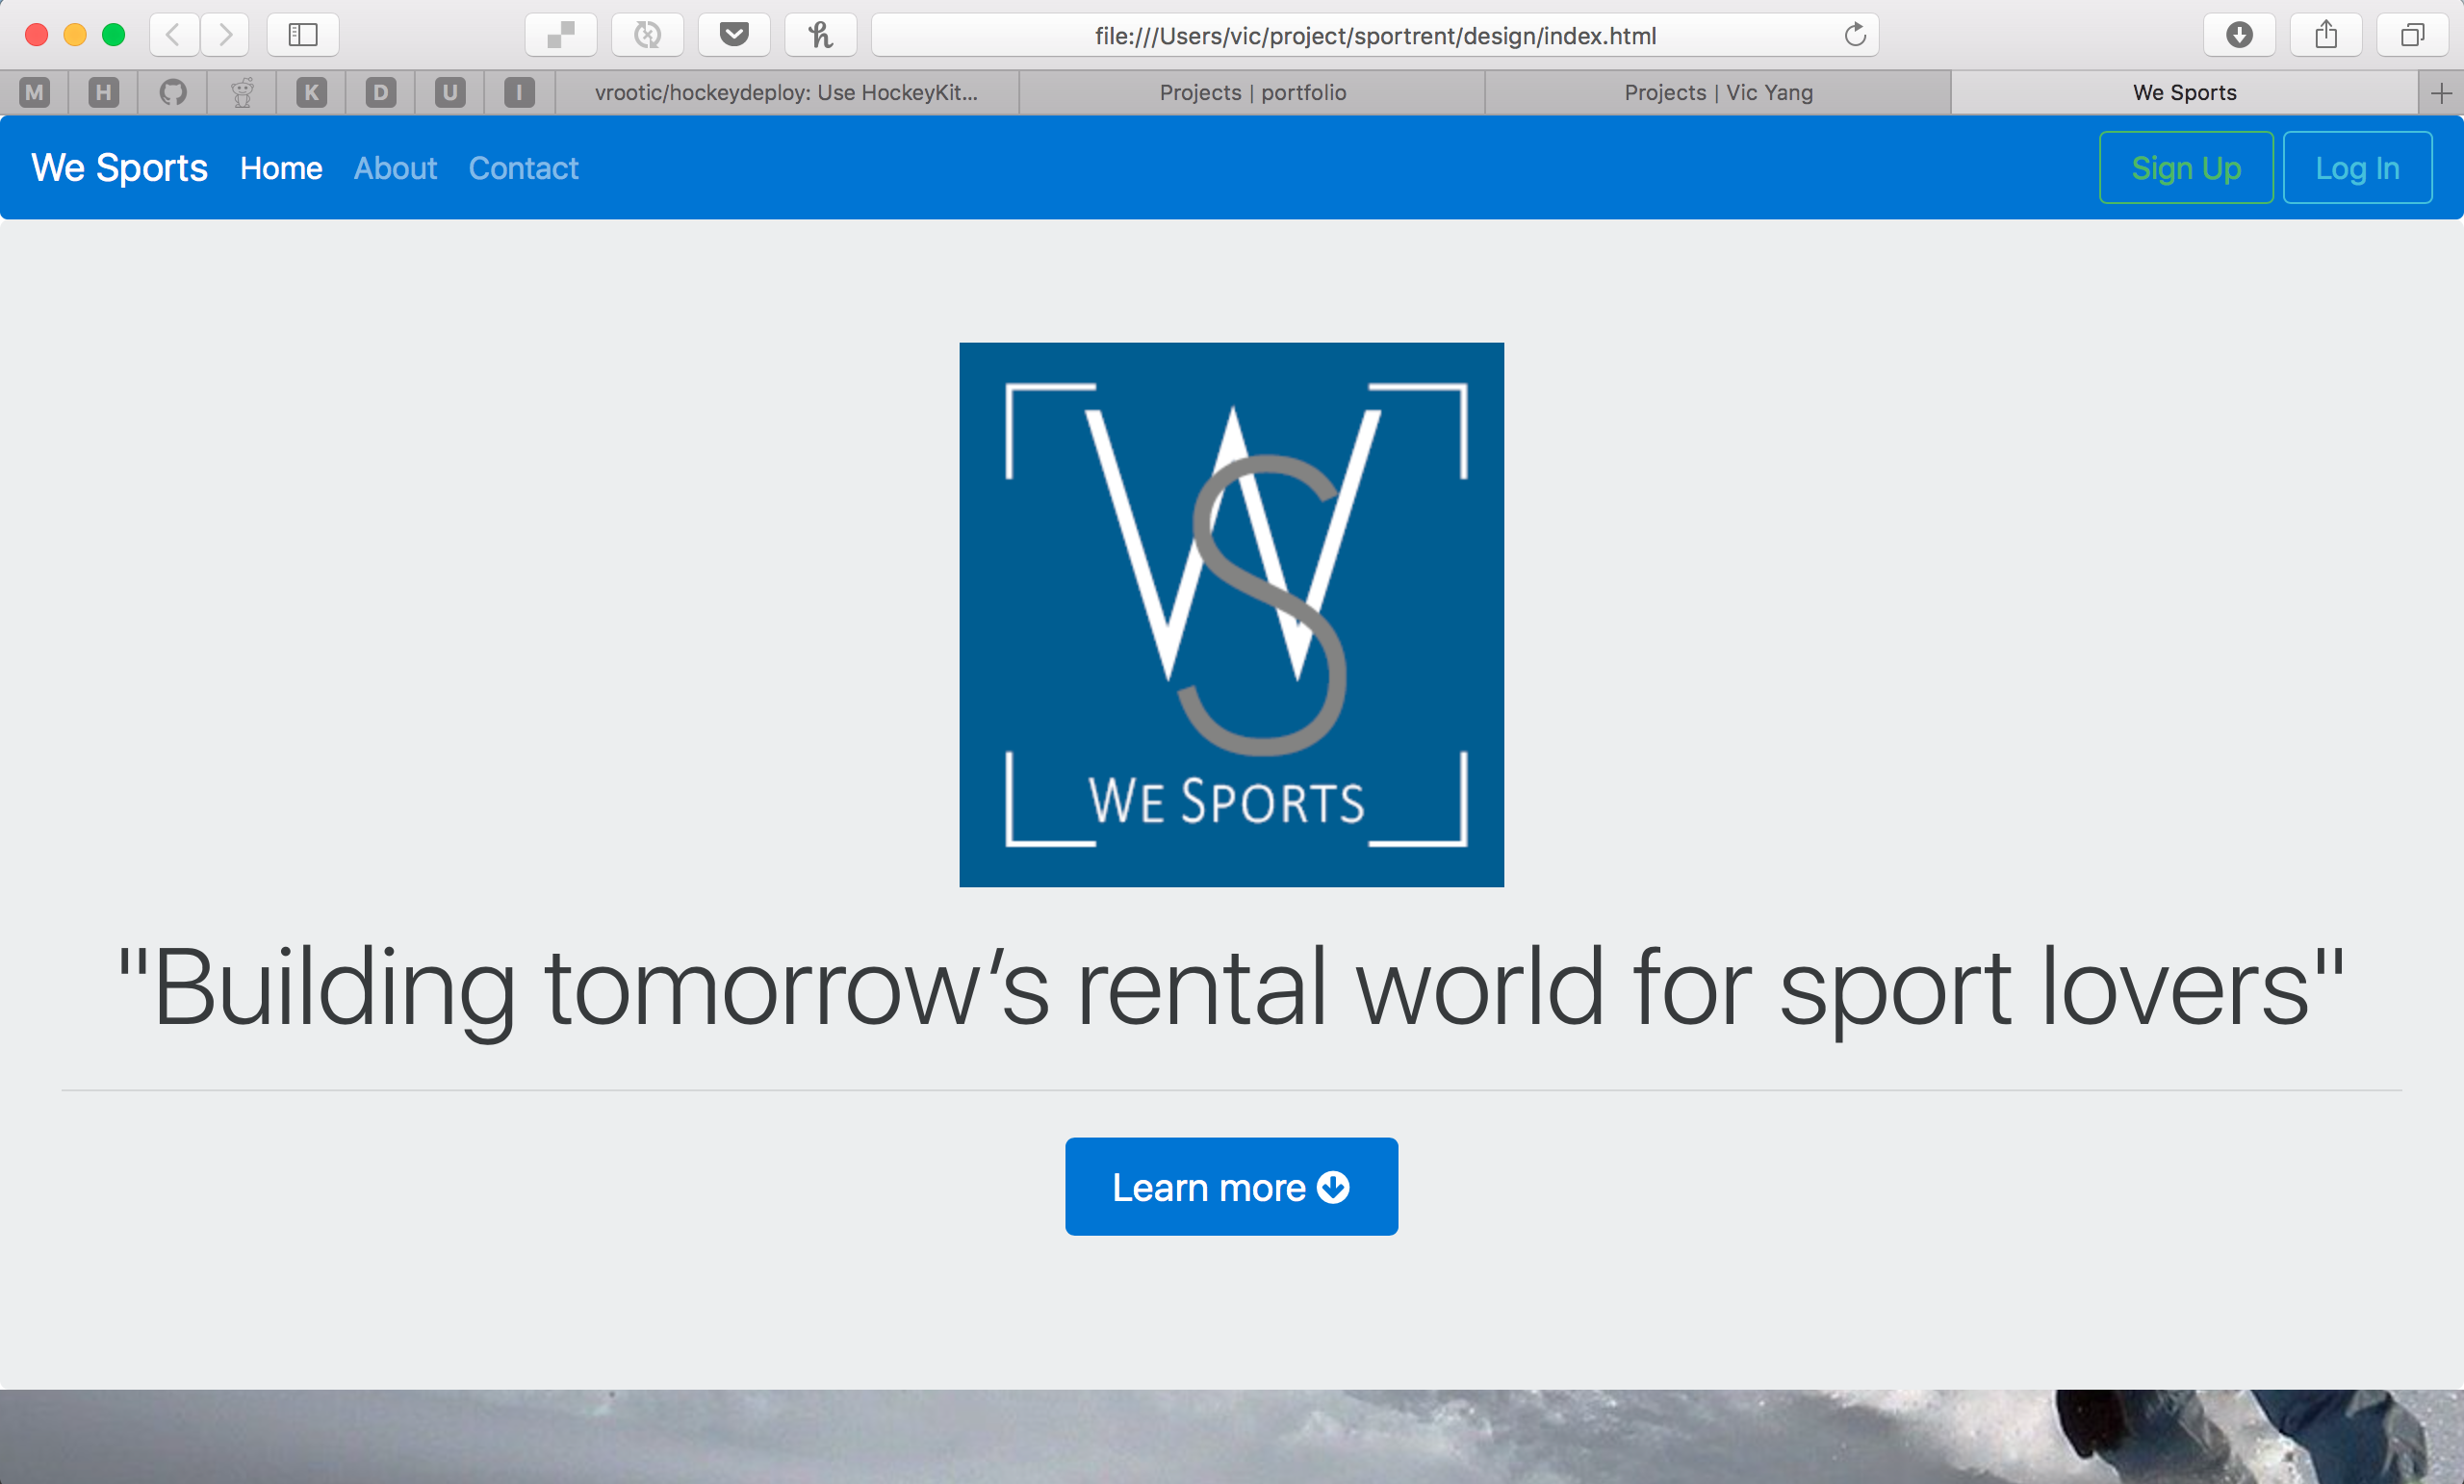 file:///Users/vic/project/sportrent/design/index.html
M H K D U I vrootic/hockeydeploy: Use HockeyKit... Projects | portfolio Projects | Vic Yang We Sports
We Sports Home About Contact Sign Up Log In
WS
WE SPORTS
"Building tomorrow’s rental world for sport lovers"
Learn more